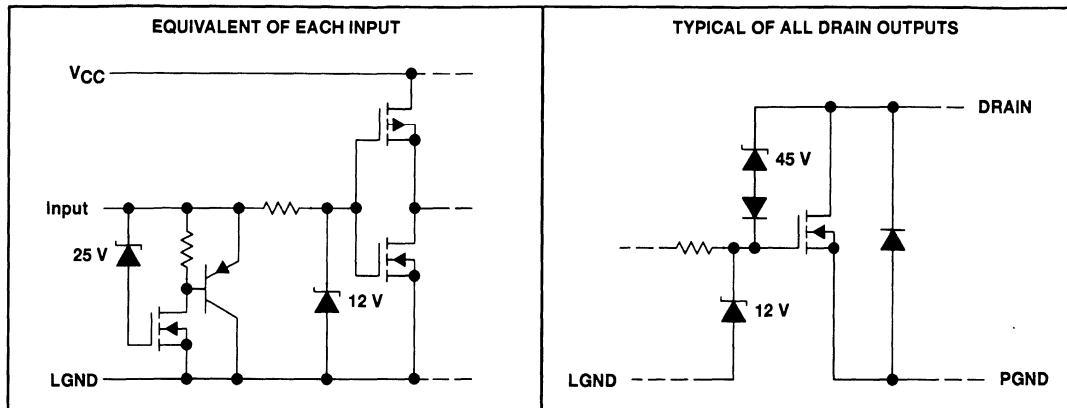 EQUIVALENT OF EACH INPUT
VCC
Input
25 V
12 V
LGND
TYPICAL OF ALL DRAIN OUTPUTS
DRAIN
45 V
12 V
LGND
PGND